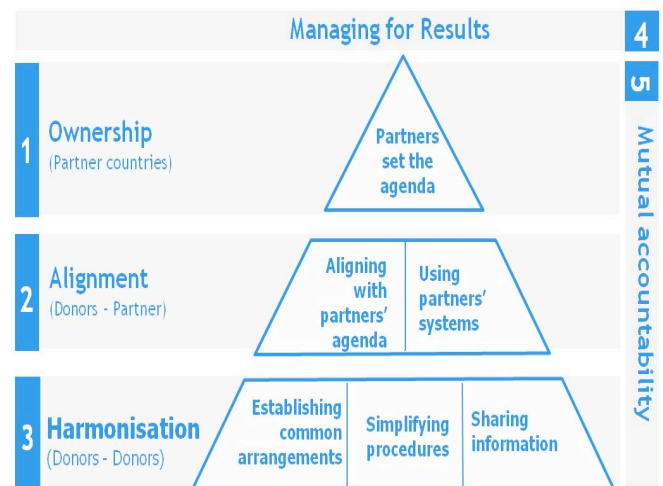 Managing for Results
4
5
Mutual accountability
1
Ownership
(Partner countries)
Partners
set the
agenda
2
Alignment
(Donors - Partner)
Aligning
with
partners'
agenda
Using
partners'
systems
3
Harmonisation
(Donors - Donors)
Establishing
common
arrangements
Simplifying
procedures
Sharing
information